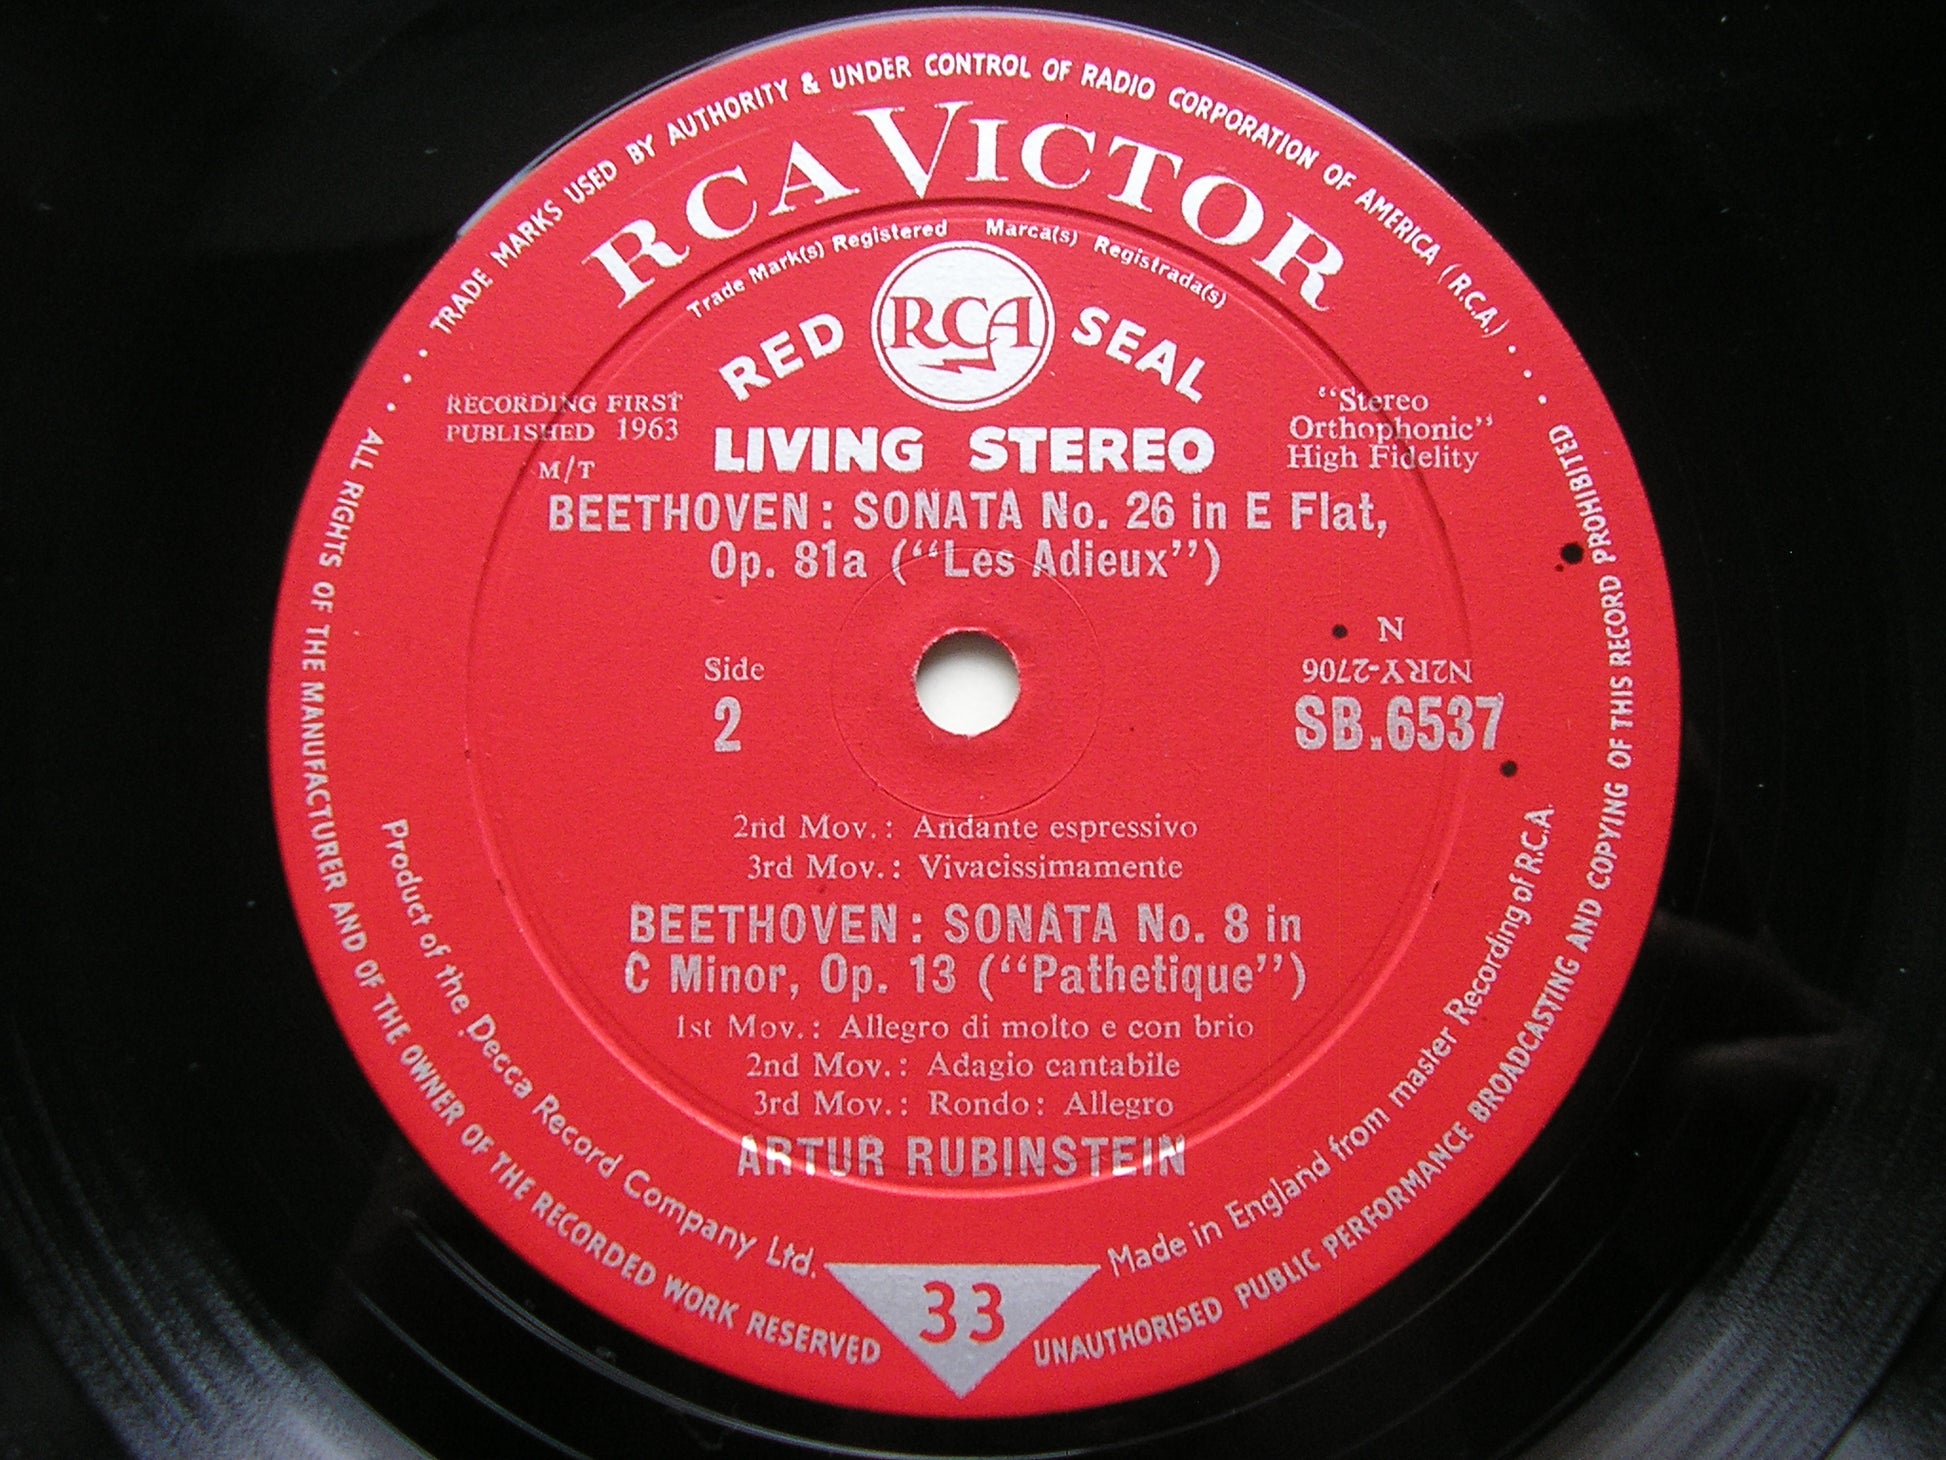 TRADE MARKS USED BY AUTHORITY & UNDER CONTROL OF RADIO CORPORATION OF AMERICA (R.C.A.)
RCA VICTOR
Trade Mark(s) Registered Marca(s) Registrada(s)
RED RCA SEAL
RECORDING FIRST
PUBLISHED 1963
M/T
LIVING STEREO
"Stereo
Orthophonic"
High Fidelity
BEETHOVEN: SONATA No. 26 in E Flat,
Op. 81a ("Les Adieux")
Side
2
N
N2RY-2706
SB.6537
2nd Mov.: Andante espressivo
3rd Mov.: Vivacissimamente
BEETHOVEN: SONATA No. 8 in
C Minor, Op. 13 ("Pathetique")
1st Mov.: Allegro di molto e con brio
2nd Mov.: Adagio cantabile
3rd Mov.: Rondo: Allegro
ARTUR RUBINSTEIN
Product of the Decca Record Company Ltd.
33
Made in England from master Recording of R.C.A.
ALL RIGHTS OF THE MANUFACTURER AND OF THE OWNER OF THE RECORDED WORK RESERVED
UNAUTHORISED PUBLIC PERFORMANCE BROADCASTING AND COPYING OF THIS RECORD PROHIBITED